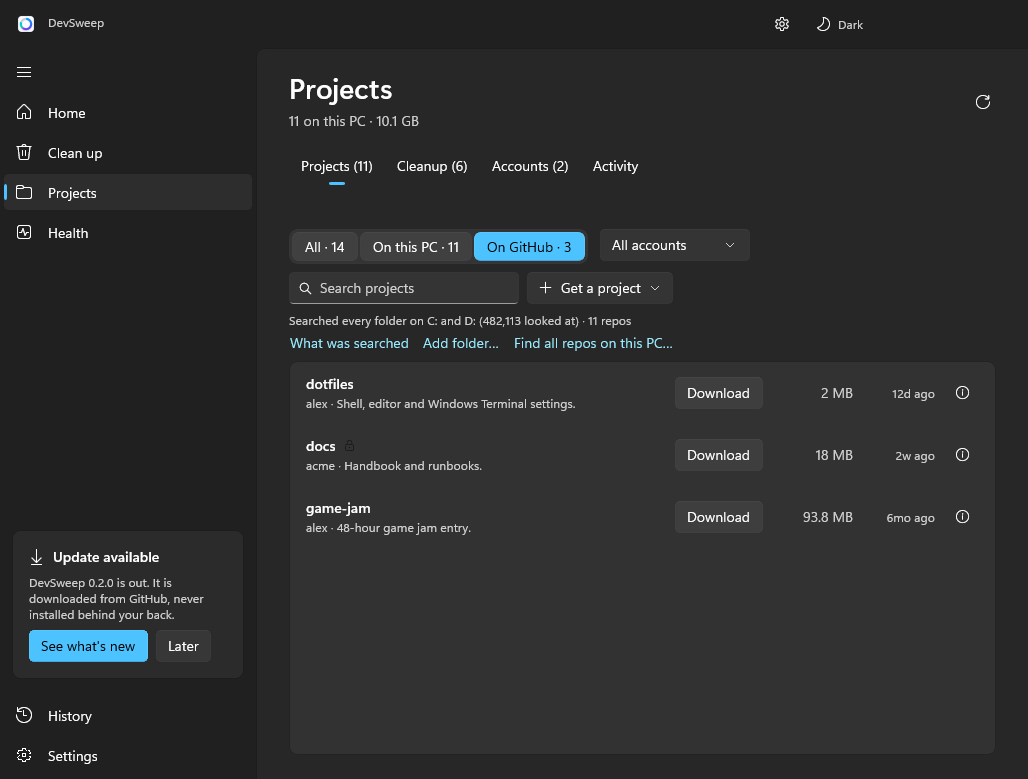 DevSweep
Dark
Home
Clean up
Projects
Health
Update available
DevSweep 0.2.0 is out. It is
downloaded from GitHub, never
installed behind your back.
See what's new
Later
History
Settings
Projects
11 on this PC · 10.1 GB
Projects (11)
Cleanup (6)
Accounts (2)
Activity
All · 14
On this PC · 11
On GitHub · 3
All accounts
Search projects
Get a project
Searched every folder on C: and D: (482,113 looked at) · 11 repos
What was searched
Add folder...
Find all repos on this PC...
dotfiles
alex · Shell, editor and Windows Terminal settings.
Download
2 MB
12d ago
docs
acme · Handbook and runbooks.
Download
18 MB
2w ago
game-jam
alex · 48-hour game jam entry.
Download
93.8 MB
6mo ago